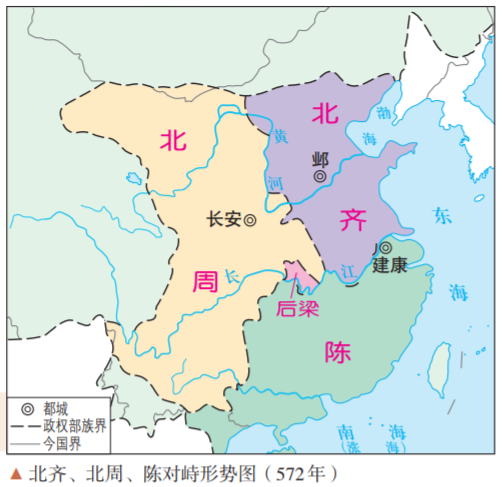 北
齐
渤
海
黄
河
邺
北
周
长安
长
江
建康
后梁
陈
东
海
南海
(涨海)
都城
政权部族界
今国界
▲ 北齐、北周、陈对峙形势图（572年）